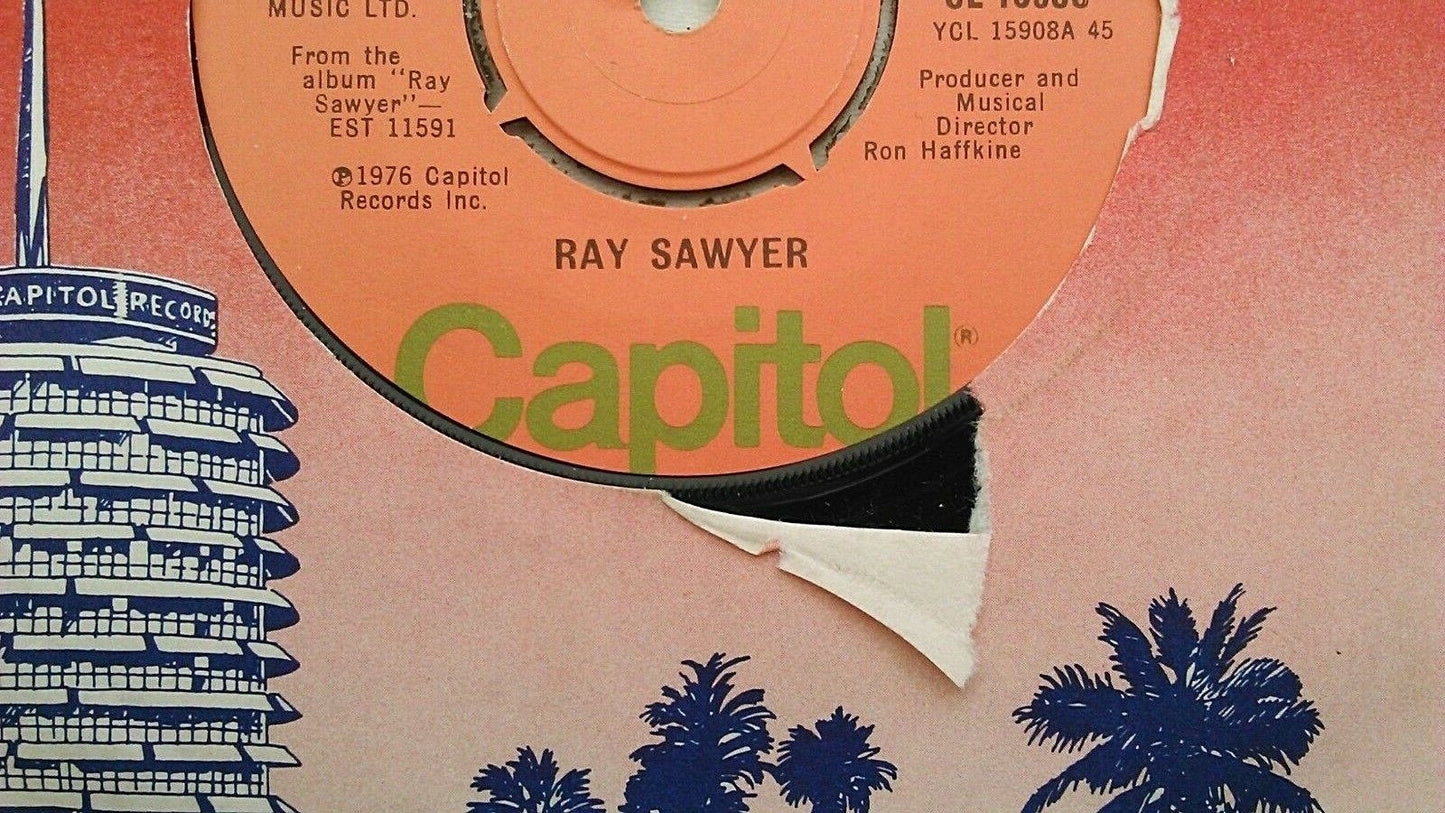 MUSIC LTD.
From the
album "Ray
Sawyer"—
EST 11591
℗1976 Capitol
Records Inc.
YCL 15908A 45
Producer and
Musical
Director
Ron Haffkine
RAY SAWYER
Capitol®
CAPITOL RECORDS